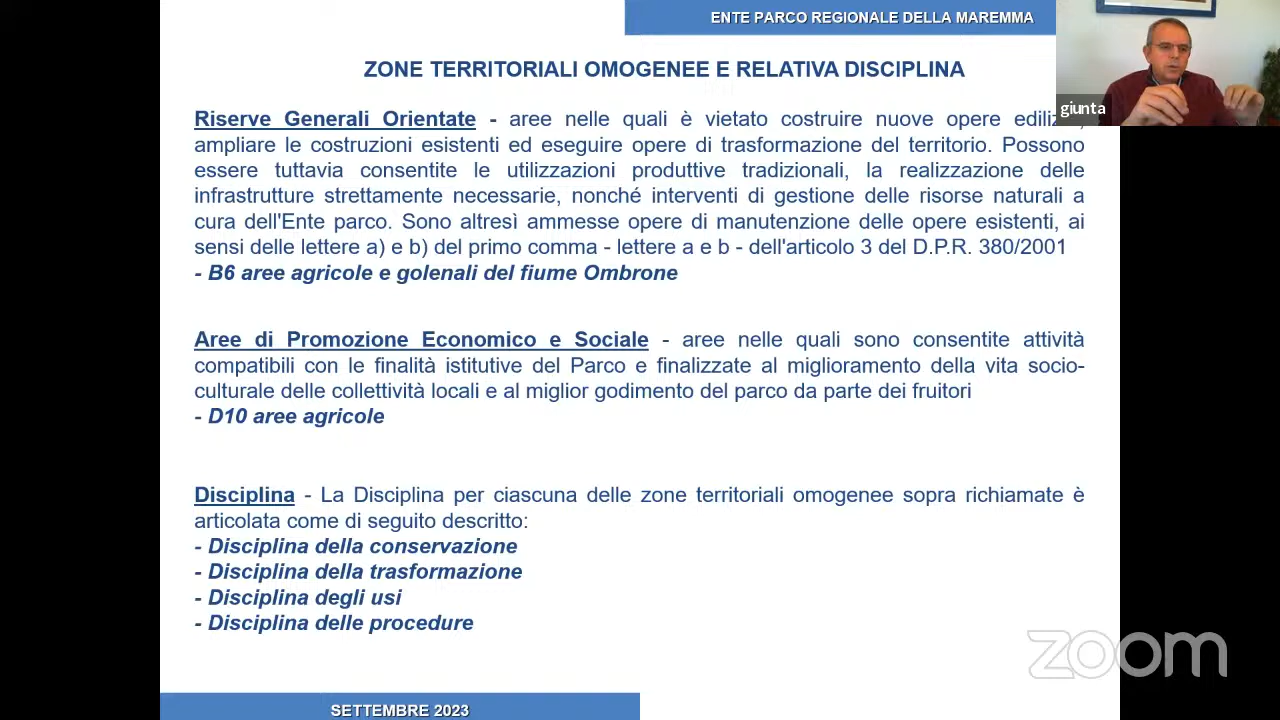 ENTE PARCO REGIONALE DELLA MAREMMA
giunta
ZONE TERRITORIALI OMOGENEE E RELATIVA DISCIPLINA
Riserve Generali Orientate - aree nelle quali è vietato costruire nuove opere
ampliare le costruzioni esistenti ed eseguire opere di trasformazione del territorio. Possono
essere tuttavia consentite le utilizzazioni produttive tradizionali, la realizzazione delle
infrastrutture strettamente necessarie, nonché interventi di gestione delle risorse naturali a
cura dell'Ente parco. Sono altresì ammesse opere di manutenzione delle opere esistenti, ai
sensi delle lettere a) e b) del primo comma - lettere a e b - dell'articolo 3 del D.P.R. 380/2001
- B6 aree agricole e golenali del fiume Ombrone
Aree di Promozione Economico e Sociale - aree nelle quali sono consentite attività
compatibili con le finalità istitutive del Parco e finalizzate al miglioramento della vita socio-
culturale delle collettività locali e al miglior godimento del parco da parte dei fruitori
- D10 aree agricole
Disciplina - La Disciplina per ciascuna delle zone territoriali omogenee sopra richiamate è
articolata come di seguito descritto:
- Disciplina della conservazione
- Disciplina della trasformazione
- Disciplina degli usi
- Disciplina delle procedure
zoom
SETTEMBRE 2023